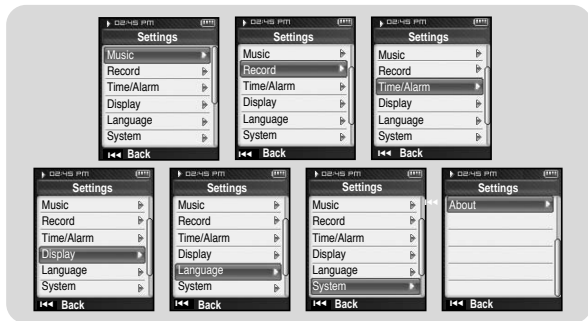 02:45 PM
Settings
Music
Record
Time/Alarm
Display
Language
System
Back
02:45 PM
Settings
Music
Record
Time/Alarm
Display
Language
System
Back
02:45 PM
Settings
Music
Record
Time/Alarm
Display
Language
System
Back
02:45 PM
Settings
Music
Record
Time/Alarm
Display
Language
System
Back
02:45 PM
Settings
Music
Record
Time/Alarm
Display
Language
System
Back
02:45 PM
Settings
Music
Record
Time/Alarm
Display
Language
System
Back
02:45 PM
Settings
About
Back